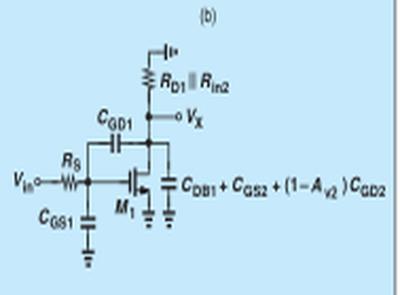 (b)
R_D1 || R_in2
C_GD1
V_X
R_S
V_in
C_DB1 + C_GS2 + (1–A_v2)C_GD2
M_1
C_GS1